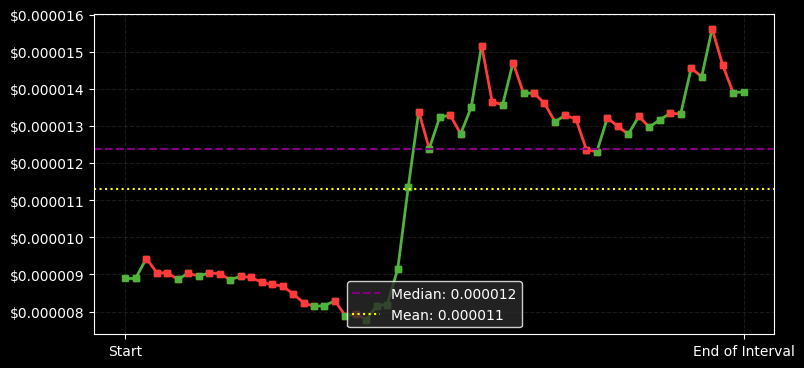 $0.000016
$0.000015
$0.000014
$0.000013
$0.000012
$0.000011
$0.000010
$0.000009
$0.000008
Median: 0.000012
Mean: 0.000011
Start
End of Interval